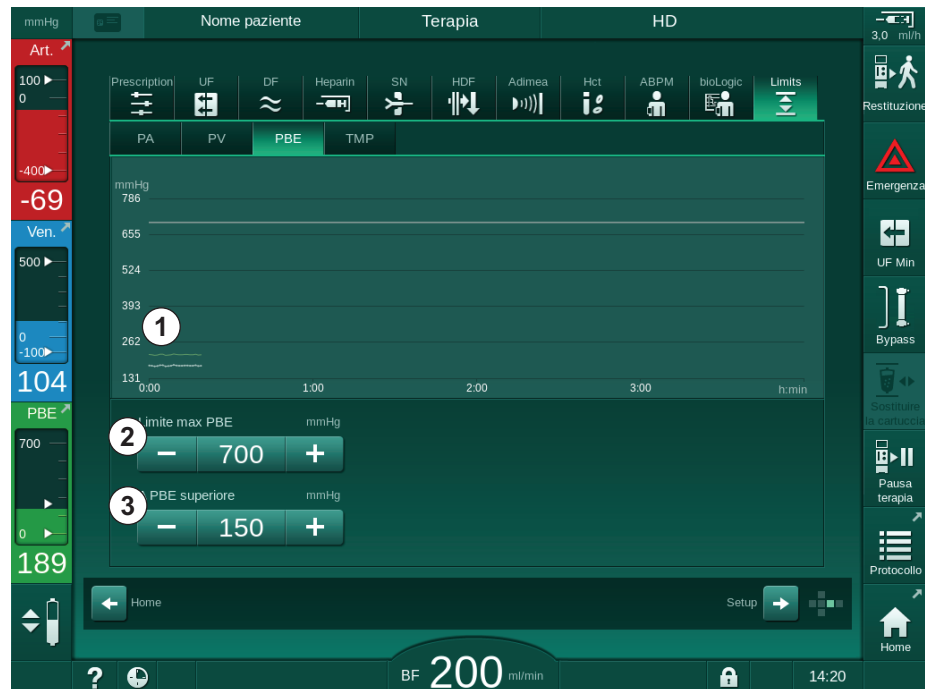 mmHg
Nome paziente
Terapia
HD
3,0 ml/h
Art.
100
0
-400
-69
Ven.
500
0
-100
104
PBE
700
0
189
Prescription
UF
DF
Heparin
SN
HDF
Adimea
Hct
ABPM
bioLogic
Limits
PA
PV
PBE
TMP
mmHg
786
655
524
393
262
131
0:00
1:00
2:00
3:00
h:min
1
Limite max PBE
mmHg
2
700
PBE superiore
mmHg
3
150
Home
Setup
Restituzione
Emergenza
UF Min
Bypass
Sostituire
la cartuccia
Pausa
terapia
Protocollo
Home
?
BF 200 ml/min
14:20